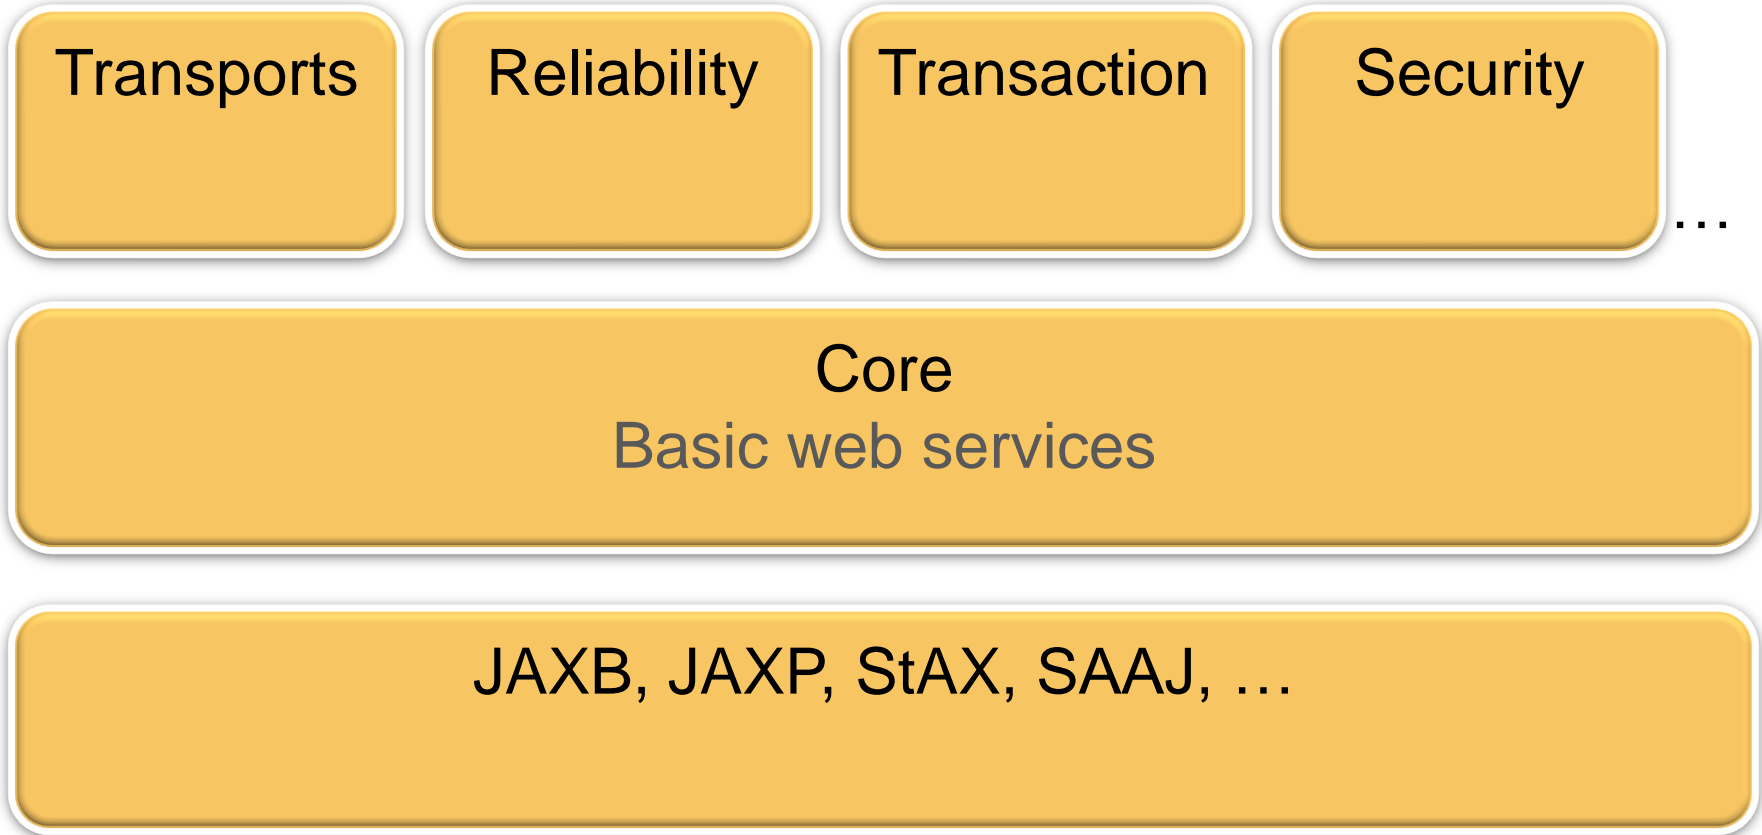 Transports
Reliability
Transaction
Security
…
Core
Basic web services
JAXB, JAXP, StAX, SAAJ, …